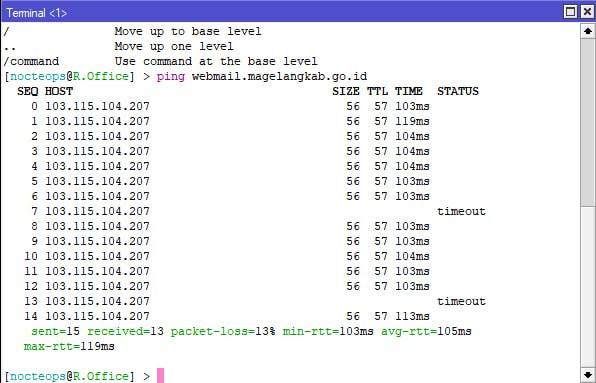 Terminal <1>
/ Move up to base level
.. Move up one level
/command Use command at the base level
[nocteops@R.Office] > ping webmail.magelangkab.go.id
SEQ HOST SIZE TTL TIME STATUS
0 103.115.104.207 56 57 103ms
1 103.115.104.207 56 57 119ms
2 103.115.104.207 56 57 104ms
3 103.115.104.207 56 57 104ms
4 103.115.104.207 56 57 104ms
5 103.115.104.207 56 57 103ms
6 103.115.104.207 56 57 103ms
7 103.115.104.207 timeout
8 103.115.104.207 56 57 103ms
9 103.115.104.207 56 57 103ms
10 103.115.104.207 56 57 104ms
11 103.115.104.207 56 57 103ms
12 103.115.104.207 56 57 103ms
13 103.115.104.207 timeout
14 103.115.104.207 56 57 113ms
sent=15 received=13 packet-loss=13% min-rtt=103ms avg-rtt=105ms
max-rtt=119ms
[nocteops@R.Office] >